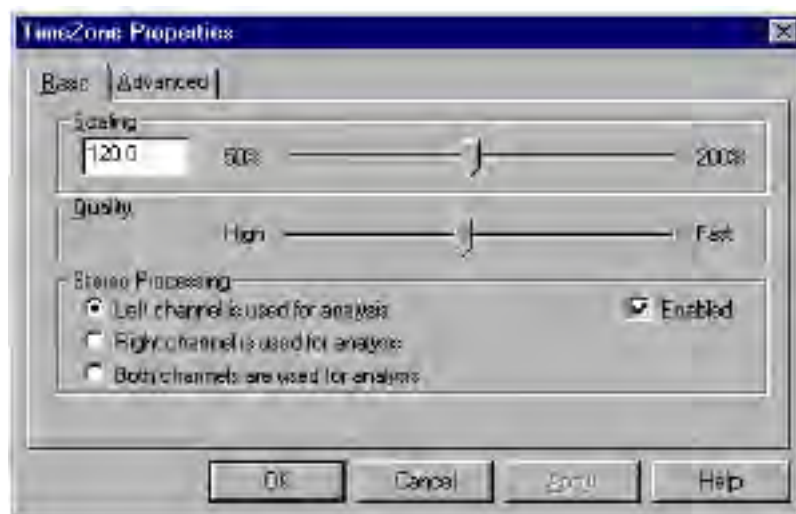 TimeZone Properties
Basic Advanced
Scaling
120.0 50% 200%
Quality
High Fast
Stereo Processing
Left channel is used for analysis Enabled
Right channel is used for analysis
Both channels are used for analysis
OK Cancel Apply Help